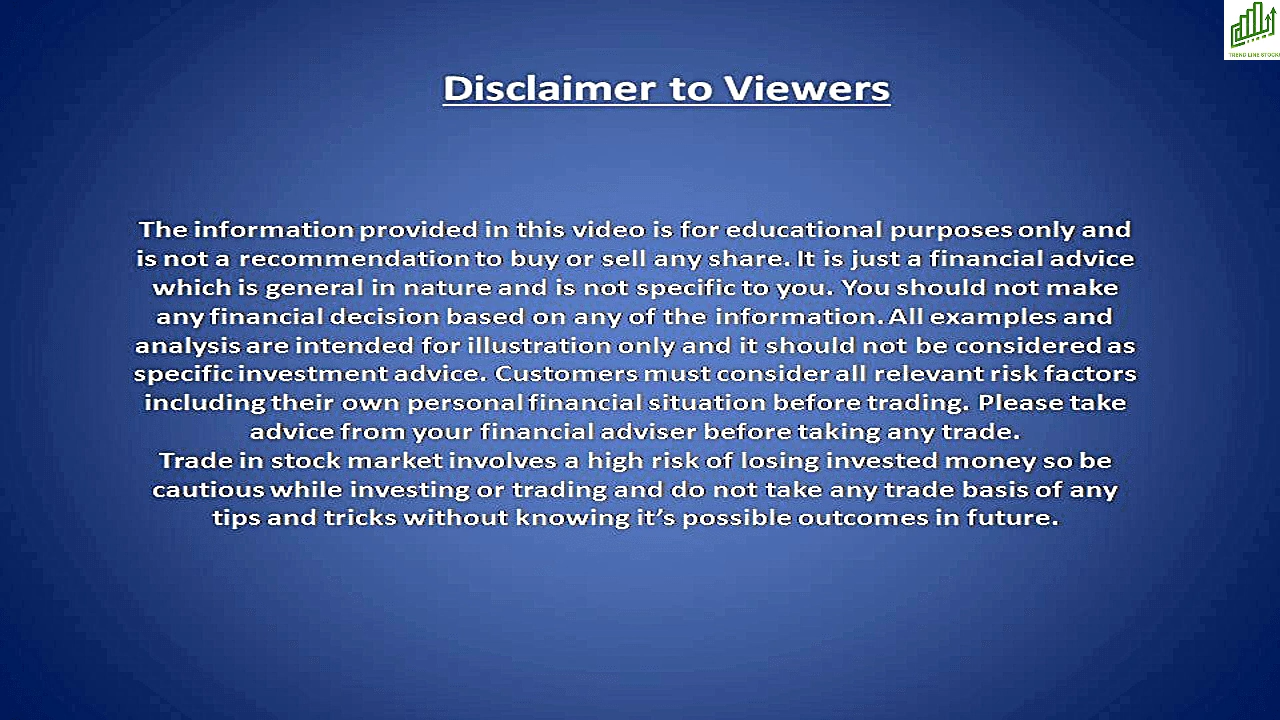 TREND LINE STOCKS
Disclaimer to Viewers
The information provided in this video is for educational purposes only and
is not a recommendation to buy or sell any share. It is just a financial advice
which is general in nature and is not specific to you. You should not make
any financial decision based on any of the information. All examples and
analysis are intended for illustration only and it should not be considered as
specific investment advice. Customers must consider all relevant risk factors
including their own personal financial situation before trading. Please take
advice from your financial adviser before taking any trade.
Trade in stock market involves a high risk of losing invested money so be
cautious while investing or trading and do not take any trade basis of any
tips and tricks without knowing it’s possible outcomes in future.